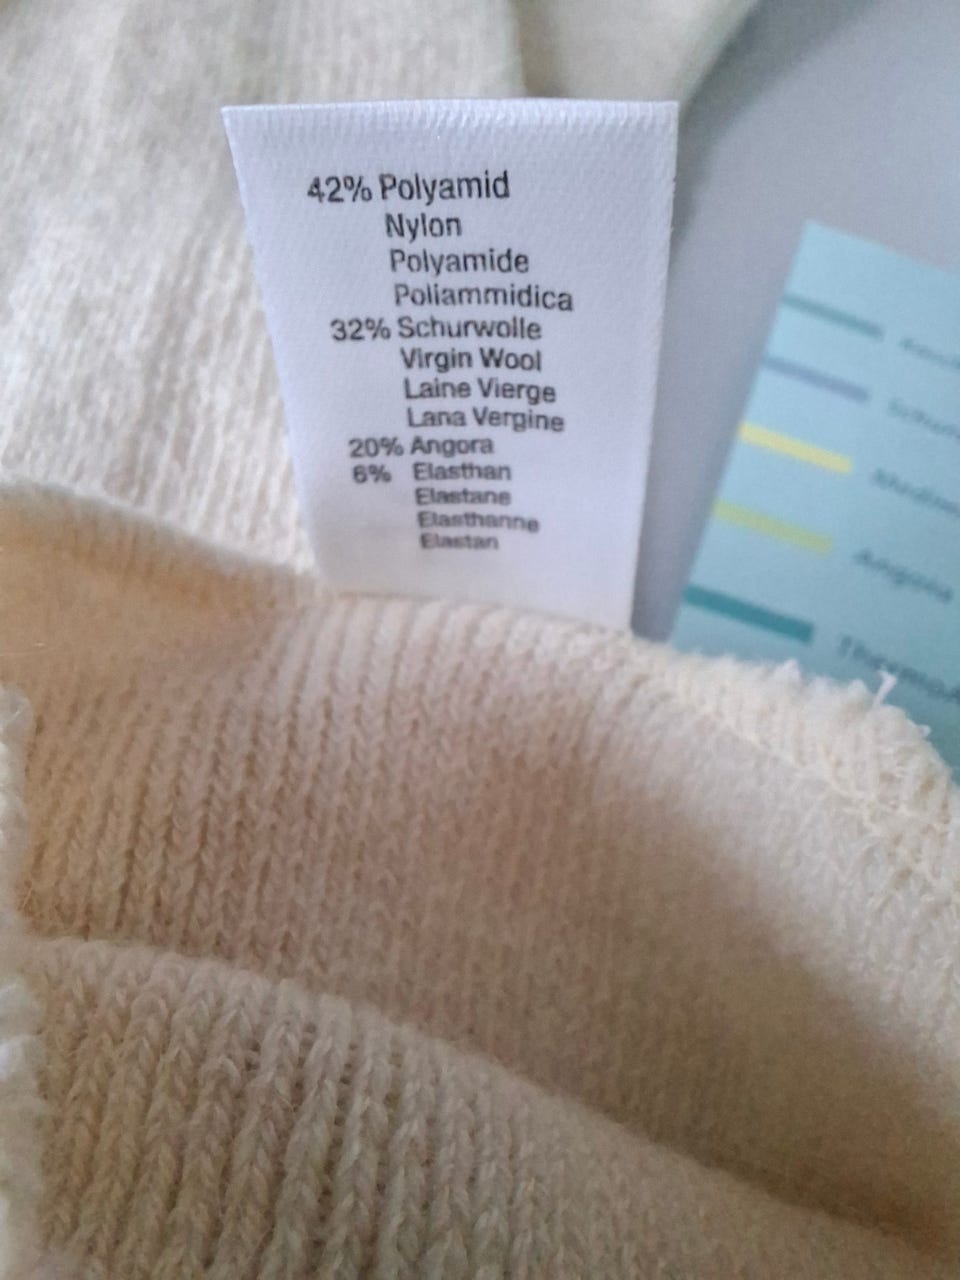 42% Polyamid
Nylon
Polyamide
Poliammidica
32% Schurwolle
Virgin Wool
Laine Vierge
Lana Vergine
20% Angora
6% Elasthan
Elastane
Elasthanne
Elastan
Angora